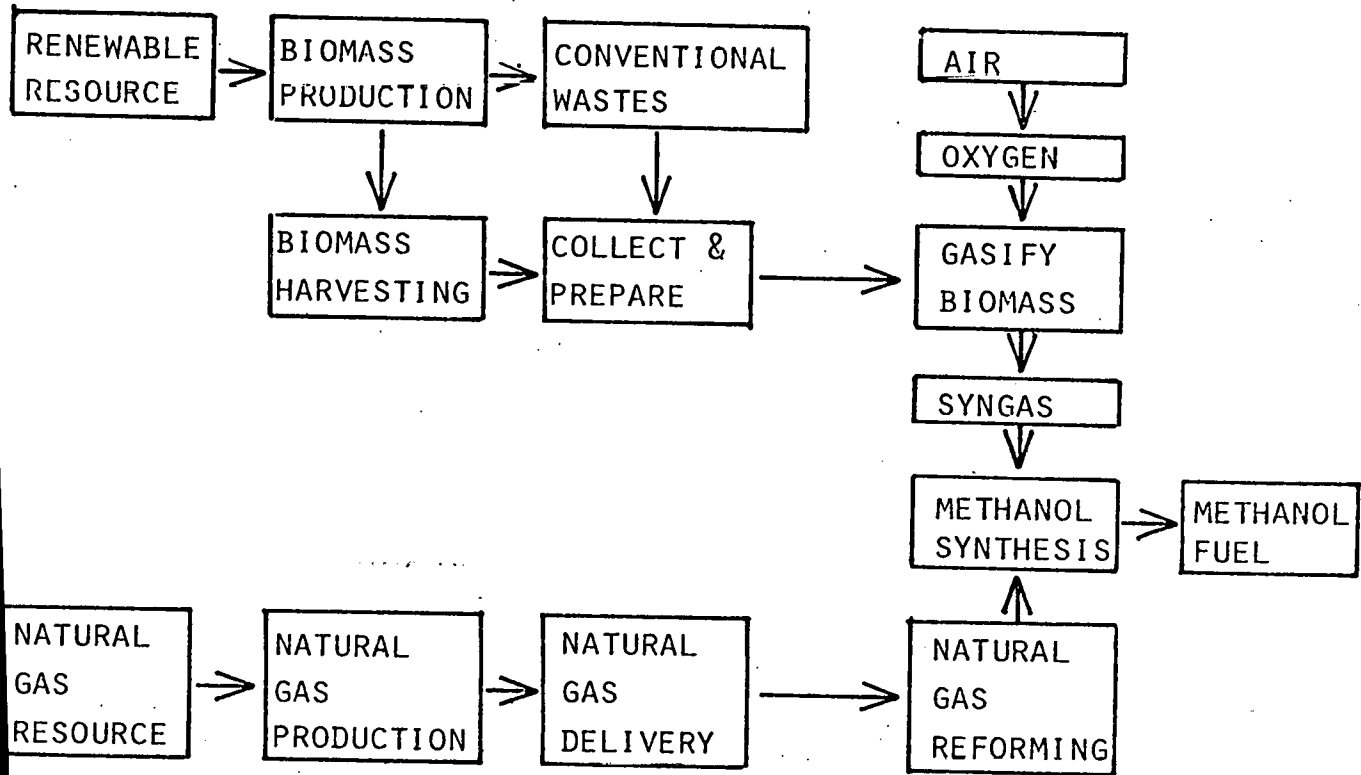 RENEWABLE
RESOURCE
BIOMASS
PRODUCTION
CONVENTIONAL
WASTES
AIR
OXYGEN
BIOMASS
HARVESTING
COLLECT &
PREPARE
GASIFY
BIOMASS
SYNGAS
METHANOL
SYNTHESIS
METHANOL
FUEL
NATURAL
GAS
RESOURCE
NATURAL
GAS
PRODUCTION
NATURAL
GAS
DELIVERY
NATURAL
GAS
REFORMING